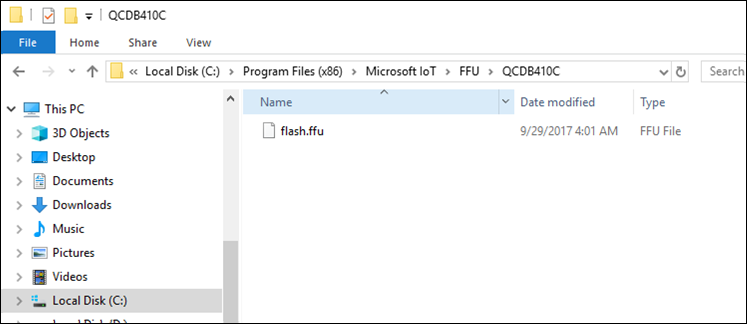 QCDB410C
File Home Share View
« Local Disk (C:) > Program Files (x86) > Microsoft IoT > FFU > QCDB410C Search
This PC Name Date modified Type
3D Objects flash.ffu 9/29/2017 4:01 AM FFU File
Desktop
Documents
Downloads
Music
Pictures
Videos
Local Disk (C:)